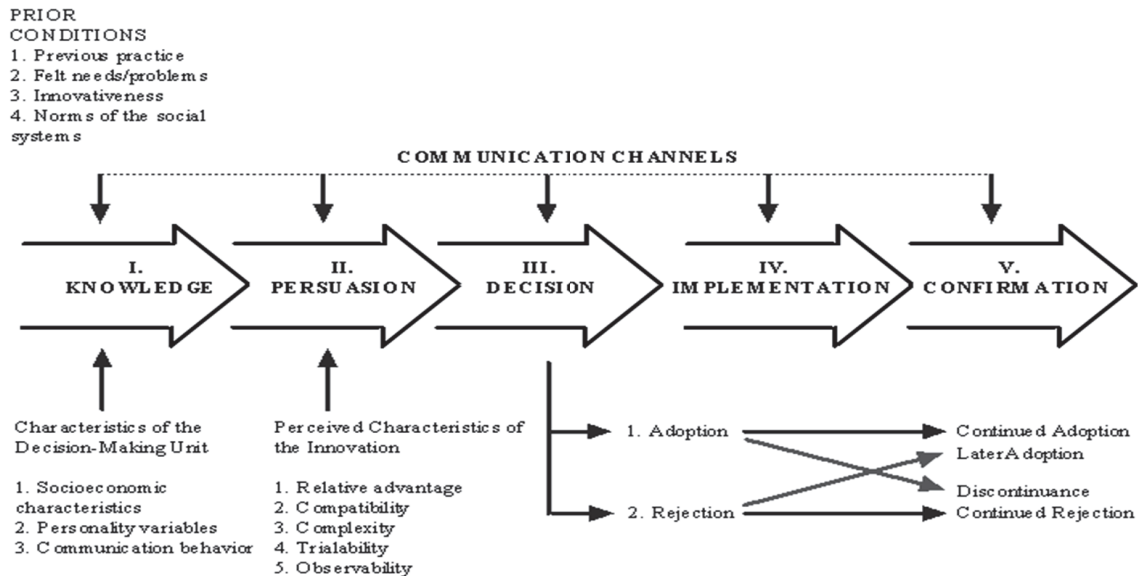 PRIOR
CONDITIONS
1. Previous practice
2. Felt needs/problems
3. Innovativeness
4. Norms of the social
systems
COMMUNICATION CHANNELS
I.
KNOWLEDGE
II.
PERSUASION
III.
DECISION
IV.
IMPLEMENTATION
V.
CONFIRMATION
Characteristics of the
Decision-Making Unit
1. Socioeconomic
characteristics
2. Personality variables
3. Communication behavior
Perceived Characteristics of
the Innovation
1. Relative advantage
2. Compatibility
3. Complexity
4. Trialability
5. Observability
1. Adoption
2. Rejection
Continued Adoption
Later Adoption
Discontinuance
Continued Rejection